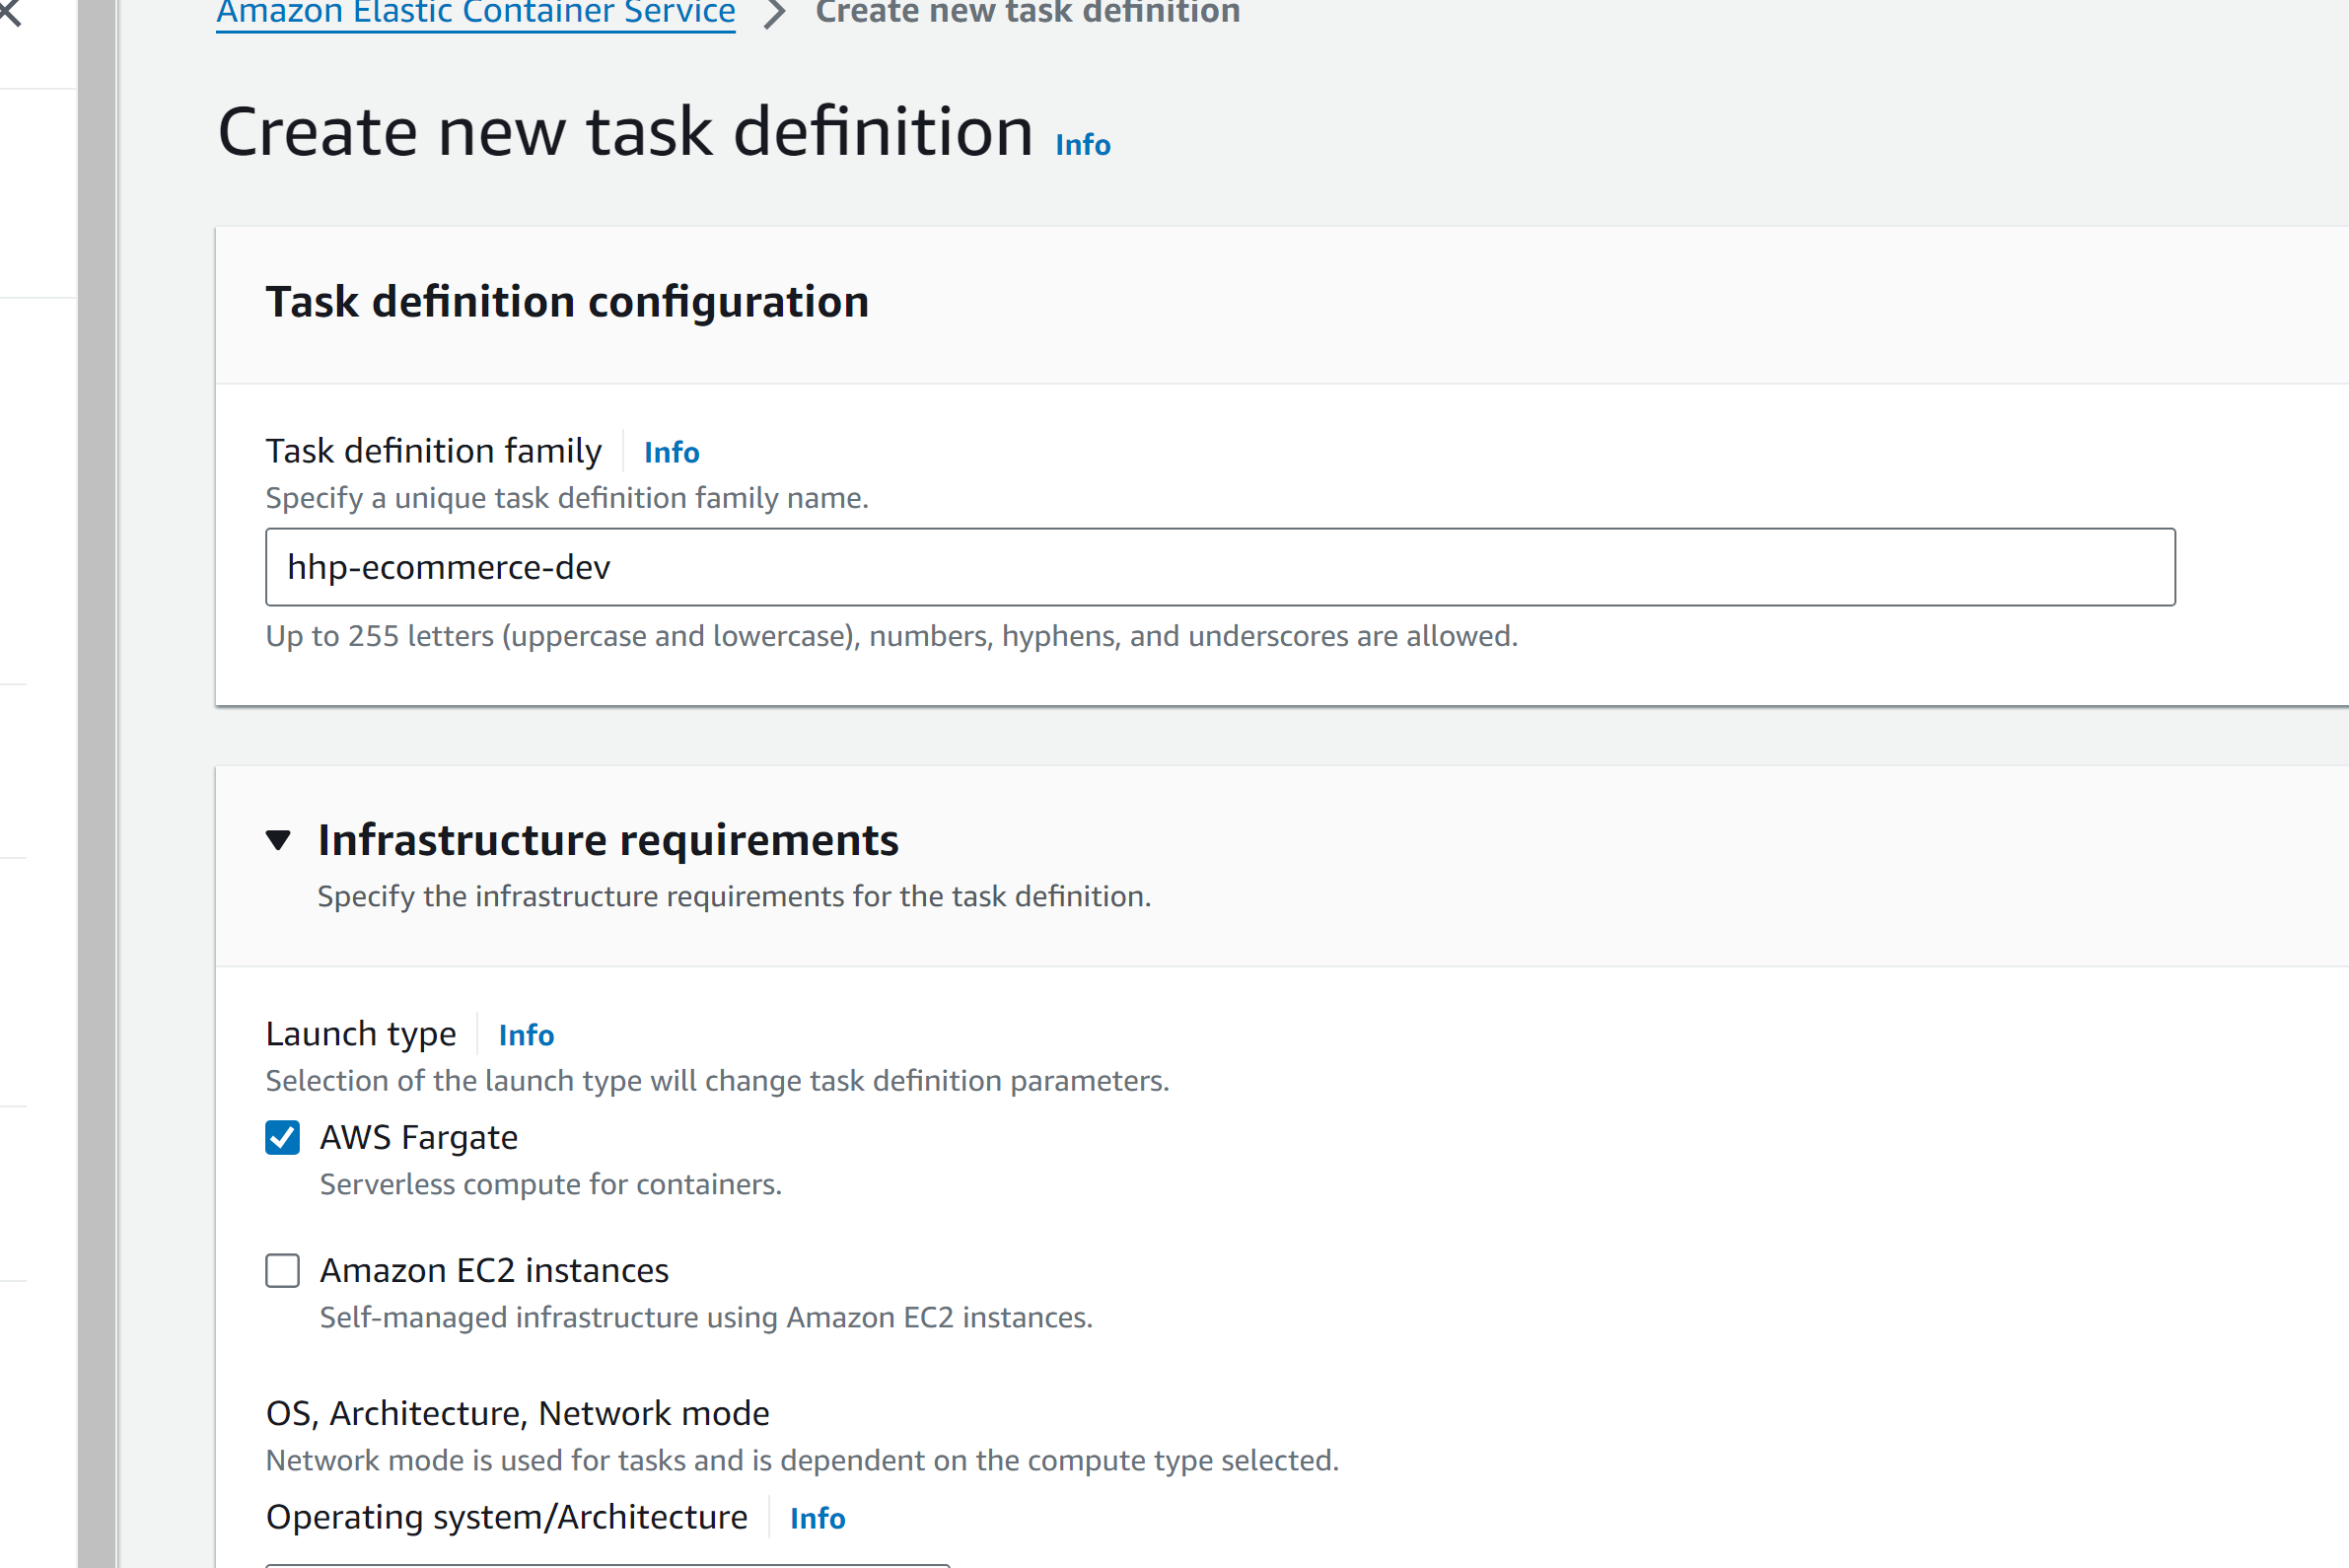 Amazon Elastic Container Service > Create new task definition
Create new task definition Info
Task definition configuration
Task definition family Info
Specify a unique task definition family name.
hhp-ecommerce-dev
Up to 255 letters (uppercase and lowercase), numbers, hyphens, and underscores are allowed.
Infrastructure requirements
Specify the infrastructure requirements for the task definition.
Launch type Info
Selection of the launch type will change task definition parameters.
AWS Fargate
Serverless compute for containers.
Amazon EC2 instances
Self-managed infrastructure using Amazon EC2 instances.
OS, Architecture, Network mode
Network mode is used for tasks and is dependent on the compute type selected.
Operating system/Architecture Info